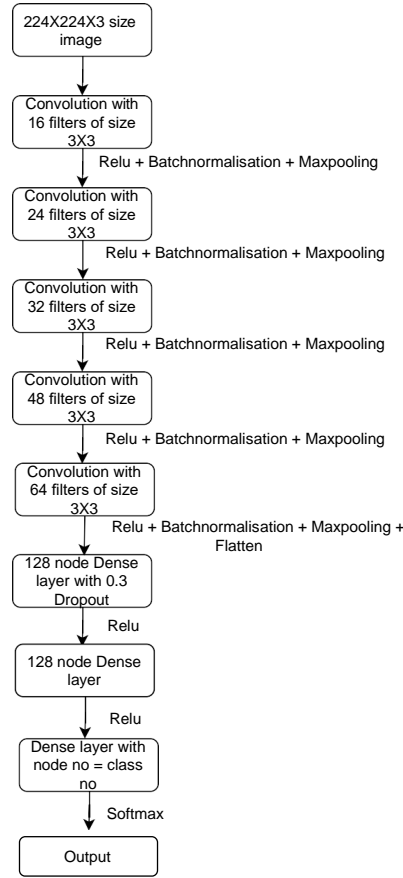 224X224X3 size
image
Convolution with
16 filters of size
3X3
Relu + Batchnormalisation + Maxpooling
Convolution with
24 filters of size
3X3
Relu + Batchnormalisation + Maxpooling
Convolution with
32 filters of size
3X3
Relu + Batchnormalisation + Maxpooling
Convolution with
48 filters of size
3X3
Relu + Batchnormalisation + Maxpooling
Convolution with
64 filters of size
3X3
Relu + Batchnormalisation + Maxpooling +
Flatten
128 node Dense
layer with 0.3
Dropout
Relu
128 node Dense
layer
Relu
Dense layer with
node no = class
no
Softmax
Output